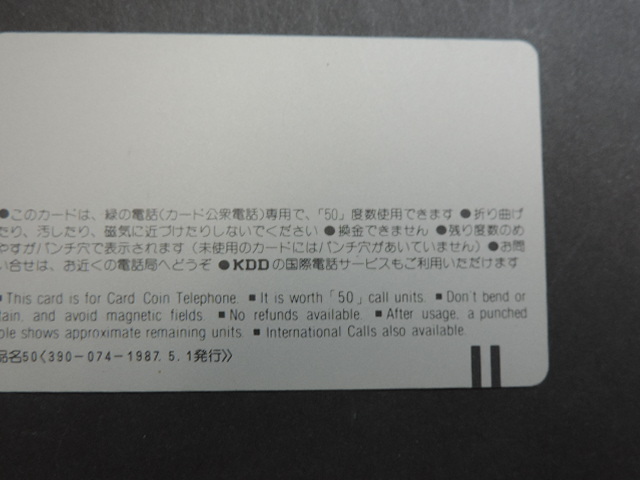 ●このカードは、緑の電話(カード公衆電話)専用で、「50」度数使用できます ●折り曲げ
たり、汚したり、磁気に近づけたりしないでください ●換金できません ●残り度数のめ
やすがパンチ穴で表示されます(未使用のカードにはパンチ穴があいていません) ●お問
い合せは、お近くの電話局へどうぞ ●KDDの国際電話サービスもご利用いただけます
■ This card is for Card Coin Telephone. ■ It is worth「50」call units. ■ Don't bend or
tain, and avoid magnetic fields. ■ No refunds available. ■ After usage, a punched
ole shows approximate remaining units. ■ International Calls also available.
品名50《390-074-1987. 5. 1発行》